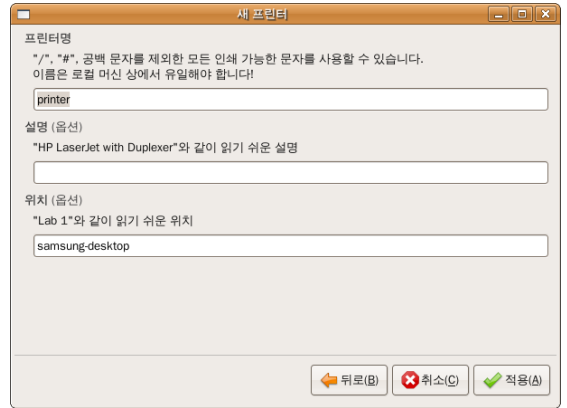 새 프린터
프린터명
"/", "#", 공백 문자를 제외한 모든 인쇄 가능한 문자를 사용할 수 있습니다.
이름은 로컬 머신 상에서 유일해야 합니다!
printer
설명 (옵션)
"HP LaserJet with Duplexer"와 같이 읽기 쉬운 설명
위치 (옵션)
"Lab 1"와 같이 읽기 쉬운 위치
samsung-desktop
뒤로(B) 취소(C) 적용(A)